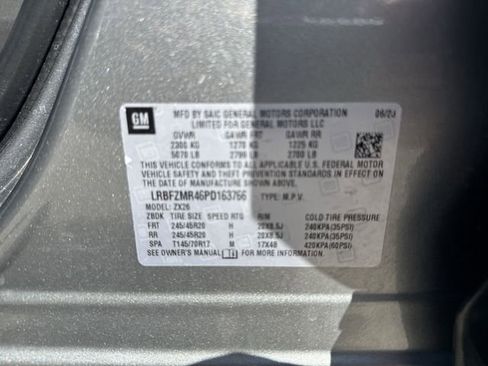 GM
MFD BY SAIC GENERAL MOTORS CORPORATION 06/23
LIMITED FOR GENERAL MOTORS LLC
GVWR GAWR FRT GAWR RR
2300 KG 1270 KG 1225 KG
5070 LB 2799 LB 2700 LB
THIS VEHICLE CONFORMS TO ALL APPLICABLE U.S. FEDERAL MOTOR
VEHICLE SAFETY AND THEFT PREVENTION STANDARDS IN EFFECT
ON THE DATE OF MANUFACTURE SHOWN ABOVE.
LRBFZMR46PD163766 TYPE: M.P.V.
MODEL: ZX26
ZBDK TIRE SIZE SPEED RTG RIM COLD TIRE PRESSURE
FRT 245/45R20 H 20X8.5J 240KPA(35PSI)
RR 245/45R20 H 20X8.5J 240KPA(35PSI)
SPA T145/70R17 M 17X4B 420KPA(60PSI)
SEE OWNER'S MANUAL FOR ADDITIONAL INFORMATION